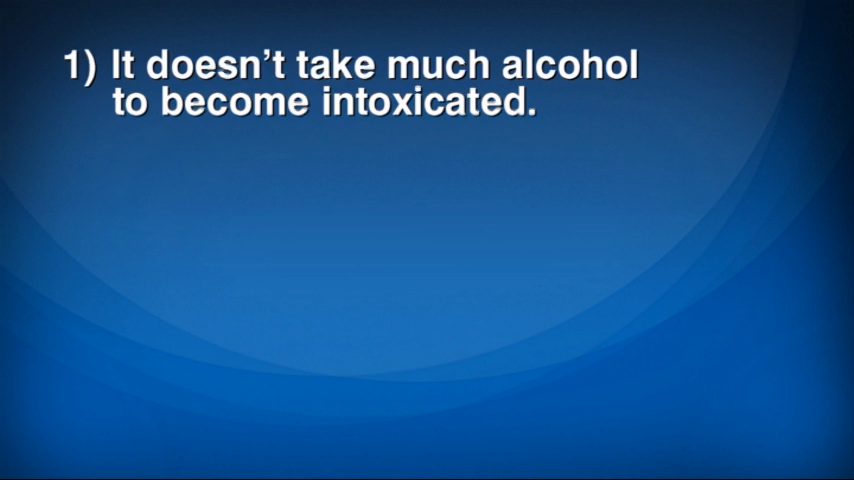 1) It doesn’t take much alcohol
to become intoxicated.